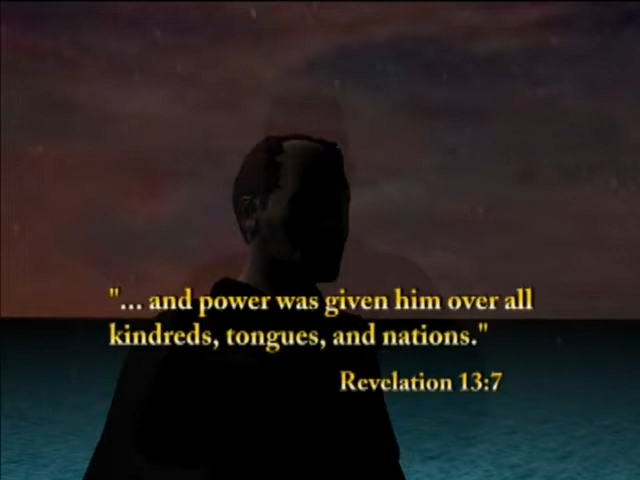 "... and power was given him over all
kindreds, tongues, and nations."
Revelation 13:7